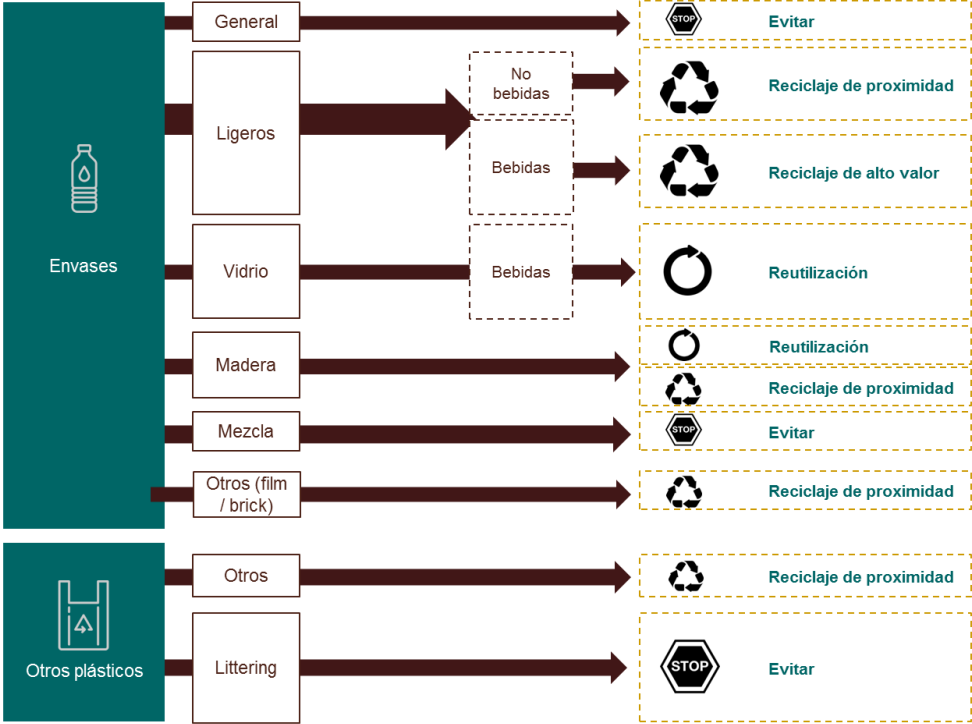 General
STOP
Evitar
Ligeros
No
bebidas
Reciclaje de proximidad
Bebidas
Reciclaje de alto valor
Envases
Vidrio
Bebidas
Reutilización
Madera
Reutilización
Reciclaje de proximidad
Mezcla
STOP
Evitar
Otros (film
/ brick)
Reciclaje de proximidad
Otros
Reciclaje de proximidad
Otros plásticos
Littering
STOP
Evitar